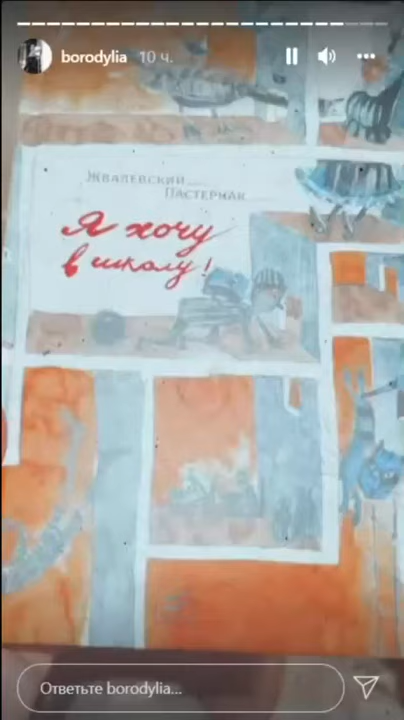 borodylia 10 ч.
Жвалевский
Пастернак
Я хочу
в школу!
Ответьте borodylia...